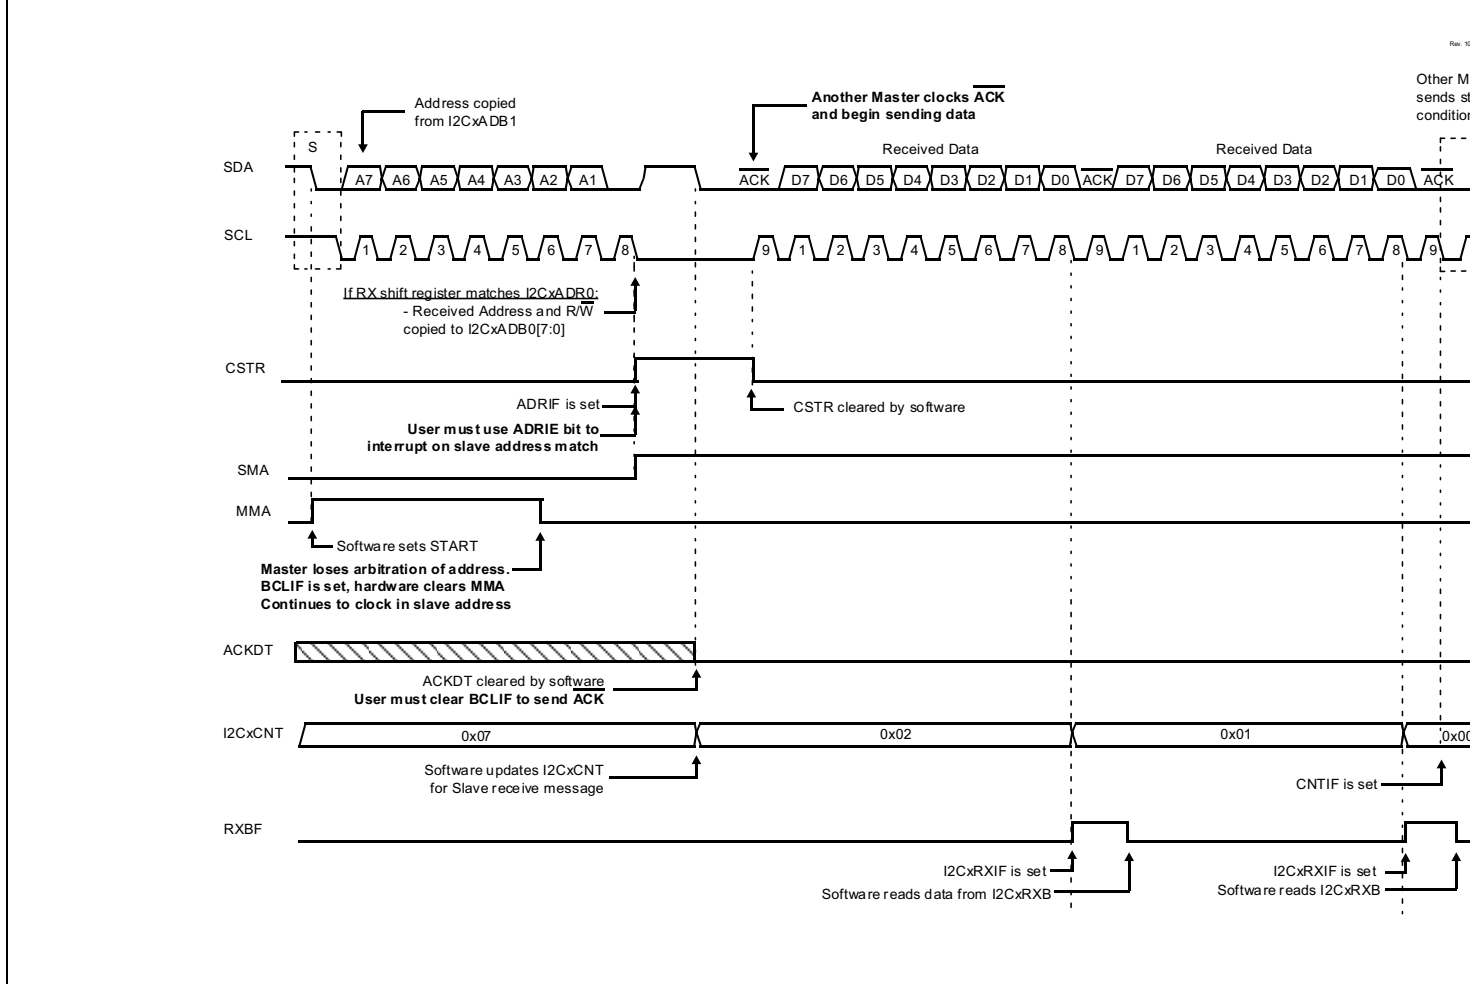 Rev. 10
Other M
sends st
condition
Address copied
from I2CxADB1
Another Master clocks ACK
and begin sending data
S
Received Data
Received Data
SDA
A7 A6 A5 A4 A3 A2 A1 ACK D7 D6 D5 D4 D3 D2 D1 D0 ACK D7 D6 D5 D4 D3 D2 D1 D0 ACK
SCL
1 2 3 4 5 6 7 8 9 1 2 3 4 5 6 7 8 9 1 2 3 4 5 6 7 8 9
If RX shift register matches I2CxADR0:
- Received Address and R/W
copied to I2CxADB0[7:0]
CSTR
ADRIF is set
CSTR cleared by software
User must use ADRIE bit to
interrupt on slave address match
SMA
MMA
Software sets START
Master loses arbitration of address.
BCLIF is set, hardware clears MMA
Continues to clock in slave address
ACKDT
ACKDT cleared by software
User must clear BCLIF to send ACK
I2CxCNT
0x07 0x02 0x01 0x00
Software updates I2CxCNT
for Slave receive message
CNTIF is set
RXBF
I2CxRXIF is set
Software reads data from I2CxRXB
I2CxRXIF is set
Software reads I2CxRXB